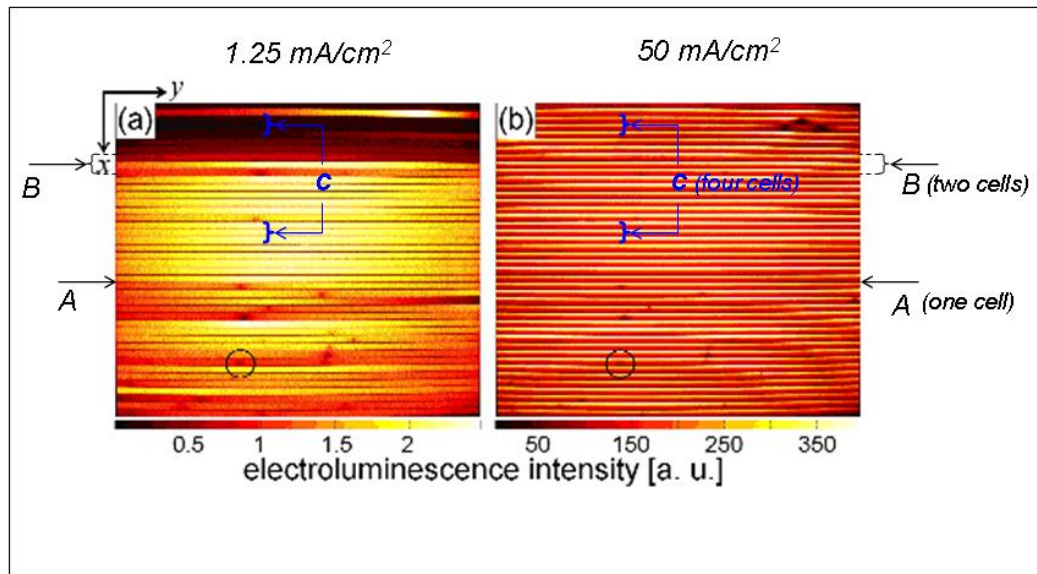 1.25 mA/cm²
50 mA/cm²
y
x
(a)
(b)
C
C (four cells)
B
B (two cells)
A
A (one cell)
0.5 1 1.5 2
50 150 250 350
electroluminescence intensity [a. u.]